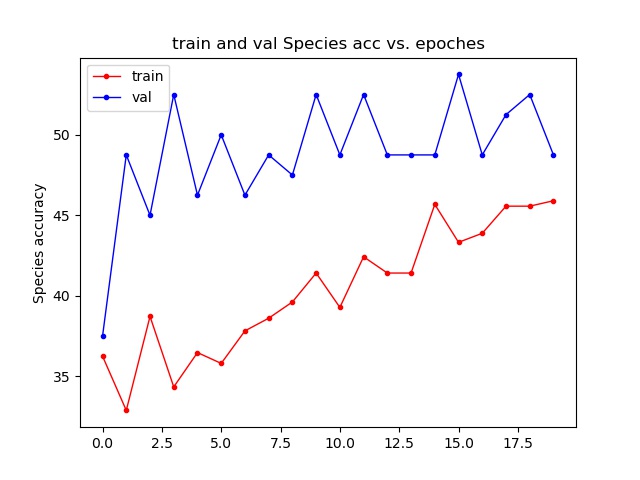 train and val Species acc vs. epoches
train
val
Species accuracy
50
45
40
35
0.0 2.5 5.0 7.5 10.0 12.5 15.0 17.5